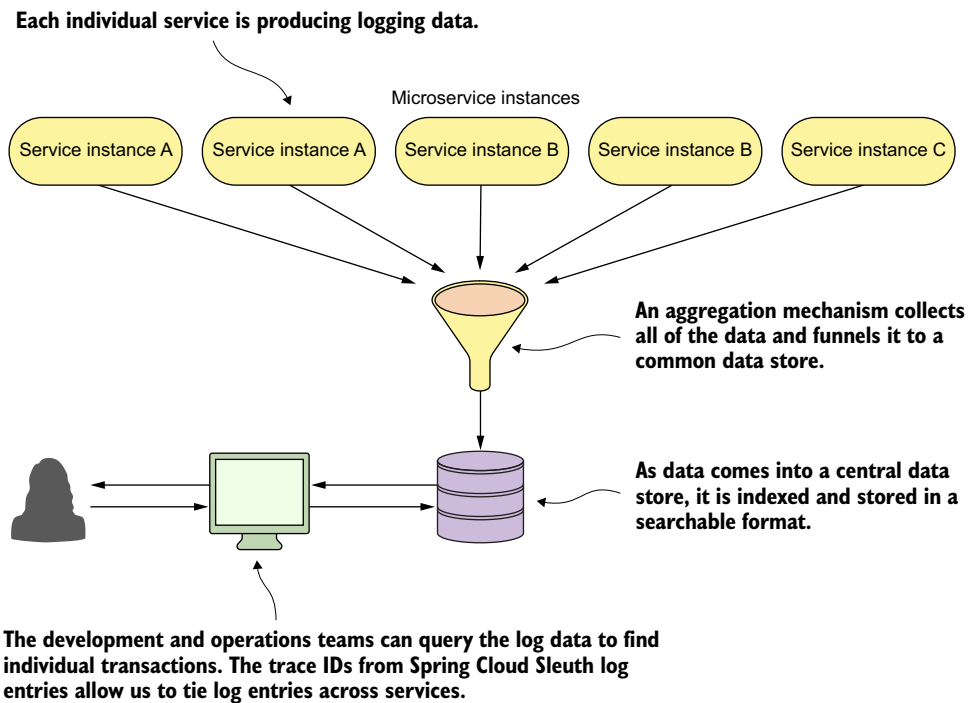 Each individual service is producing logging data.
Microservice instances
Service instance A
Service instance A
Service instance B
Service instance B
Service instance C
An aggregation mechanism collects
all of the data and funnels it to a
common data store.
As data comes into a central data
store, it is indexed and stored in a
searchable format.
The development and operations teams can query the log data to find
individual transactions. The trace IDs from Spring Cloud Sleuth log
entries allow us to tie log entries across services.